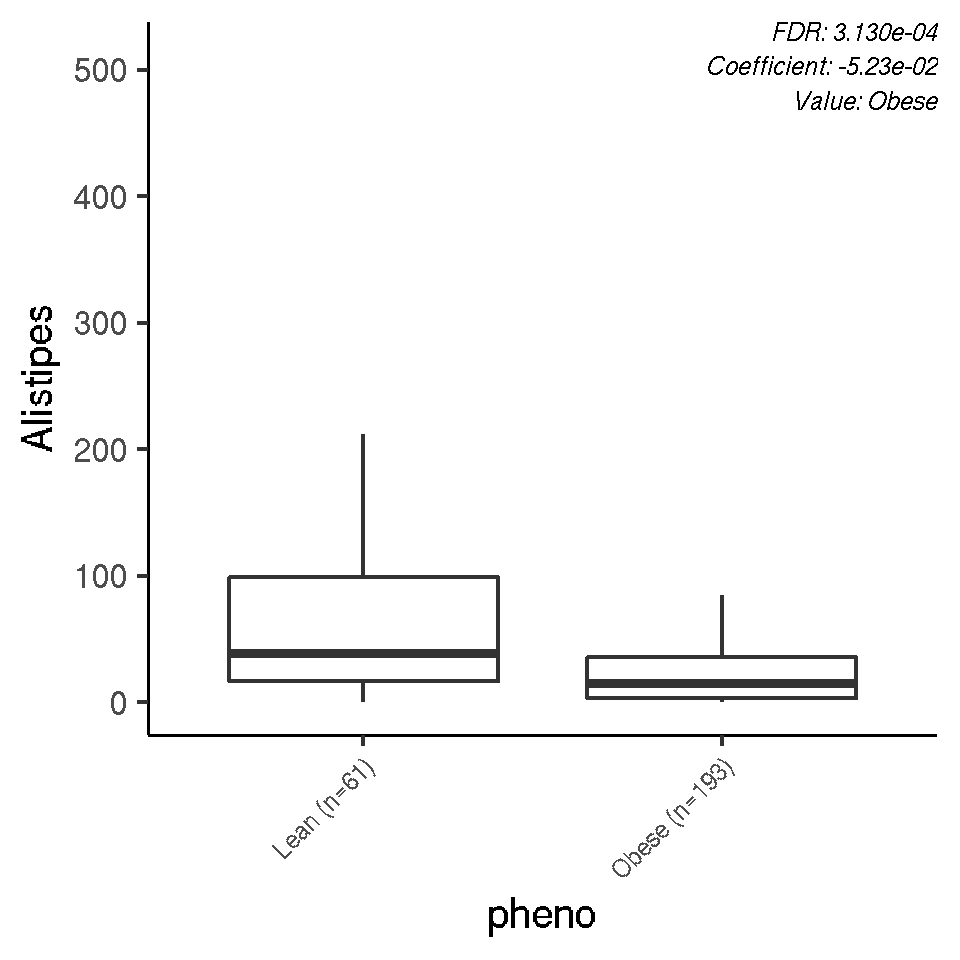 FDR: 3.130e-04
Coefficient: -5.23e-02
Value: Obese
500
400
300
200
100
0
Alistipes
Lean (n=61)
Obese (n=193)
pheno